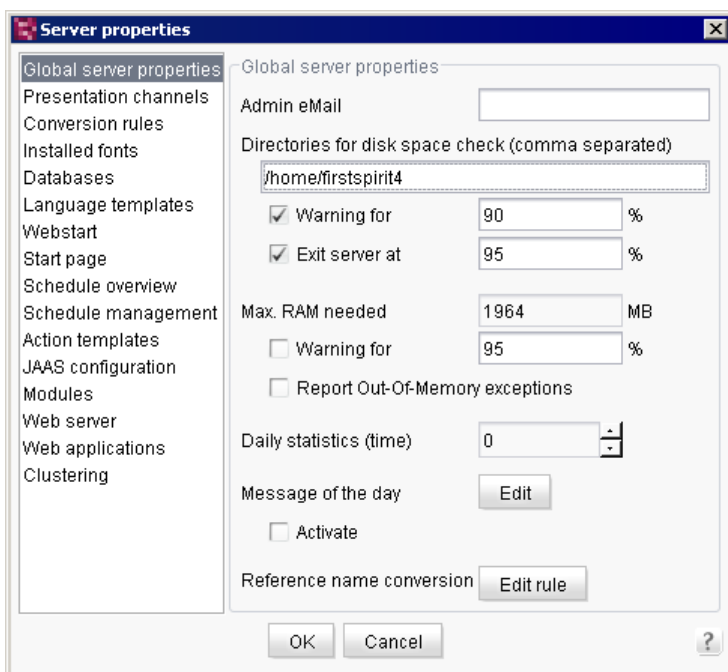 Server properties
Global server properties
Presentation channels
Conversion rules
Installed fonts
Databases
Language templates
Webstart
Start page
Schedule overview
Schedule management
Action templates
JAAS configuration
Modules
Web server
Web applications
Clustering
Global server properties
Admin eMail
Directories for disk space check (comma separated)
/home/firstspirit4
Warning for 90 %
Exit server at 95 %
Max. RAM needed 1964 MB
Warning for 95 %
Report Out-Of-Memory exceptions
Daily statistics (time) 0
Message of the day Edit
Activate
Reference name conversion Edit rule
OK Cancel ?